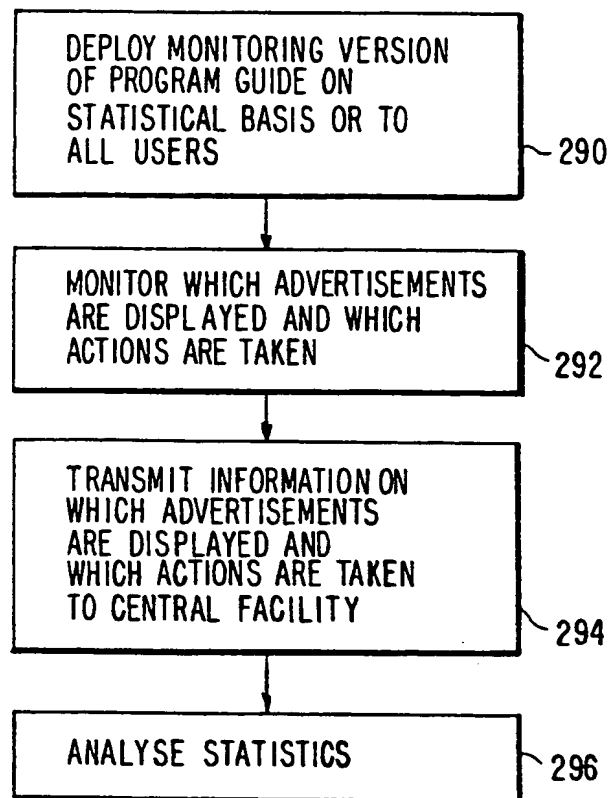 DEPLOY MONITORING VERSION
OF PROGRAM GUIDE ON
STATISTICAL BASIS OR TO
ALL USERS
290
MONITOR WHICH ADVERTISEMENTS
ARE DISPLAYED AND WHICH
ACTIONS ARE TAKEN
292
TRANSMIT INFORMATION ON
WHICH ADVERTISEMENTS
ARE DISPLAYED AND
WHICH ACTIONS ARE TAKEN
TO CENTRAL FACILITY
294
ANALYSE STATISTICS
296